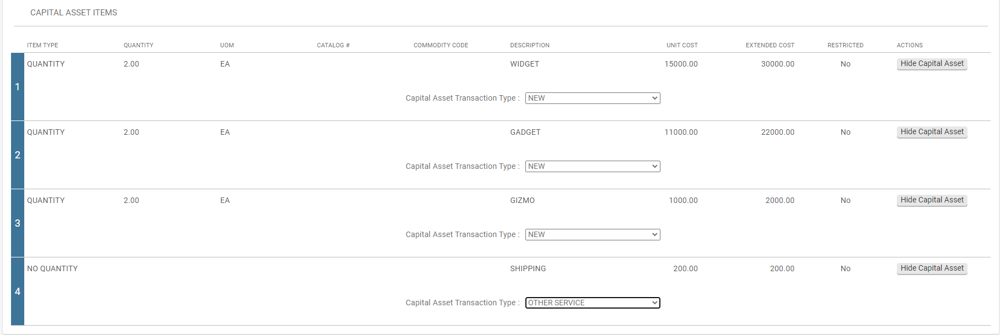 CAPITAL ASSET ITEMS
ITEM TYPE QUANTITY UOM CATALOG # COMMODITY CODE DESCRIPTION UNIT COST EXTENDED COST RESTRICTED ACTIONS
QUANTITY 2.00 EA WIDGET 15000.00 30000.00 No Hide Capital Asset
1
Capital Asset Transaction Type : NEW
QUANTITY 2.00 EA GADGET 11000.00 22000.00 No Hide Capital Asset
2
Capital Asset Transaction Type : NEW
QUANTITY 2.00 EA GIZMO 1000.00 2000.00 No Hide Capital Asset
3
Capital Asset Transaction Type : NEW
NO QUANTITY SHIPPING 200.00 200.00 No Hide Capital Asset
4
Capital Asset Transaction Type : OTHER SERVICE